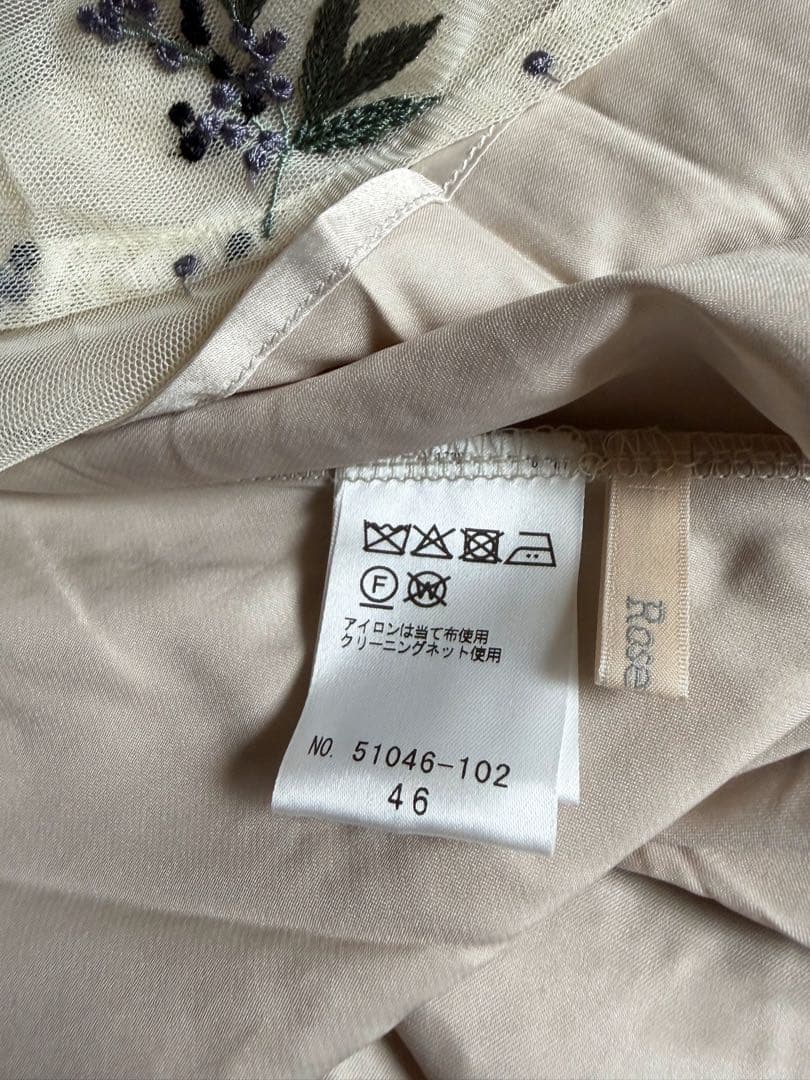 F W
アイロンは当て布使用
クリーニングネット使用
NO. 51046-102
46
Rose